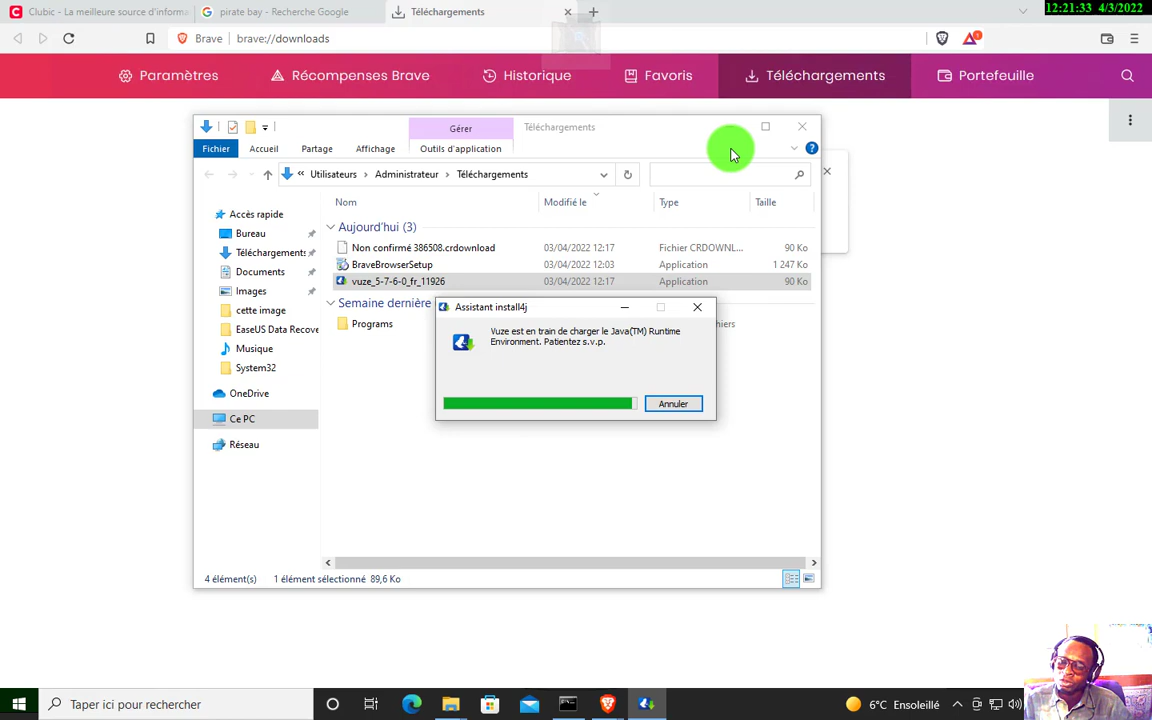 Clubic - La meilleure source d'informa
pirate bay - Recherche Google
Téléchargements
12:21:33 4/3/2022
Brave
brave://downloads
Paramètres
Récompenses Brave
Historique
Favoris
Téléchargements
Portefeuille
Gérer
Téléchargements
Fichier
Accueil
Partage
Affichage
Outils d'application
« Utilisateurs > Administrateur > Téléchargements
Nom
Modifié le
Type
Taille
Accès rapide
Bureau
Téléchargements
Documents
Images
cette image
EaseUS Data Recove
Musique
System32
OneDrive
Ce PC
Réseau
Aujourd'hui (3)
Non confirmé 386508.crdownload 03/04/2022 12:17 Fichier CRDOWNL... 90 Ko
BraveBrowserSetup 03/04/2022 12:03 Application 1 247 Ko
vuze_5-7-6-0_fr_11926 03/04/2022 12:17 Application 90 Ko
Semaine dernière
Programs
hiers
Assistant install4j
Vuze est en train de charger le Java(TM) Runtime
Environment. Patientez s.v.p.
Annuler
4 élément(s)
1 élément sélectionné 89,6 Ko
Taper ici pour rechercher
6°C Ensoleillé